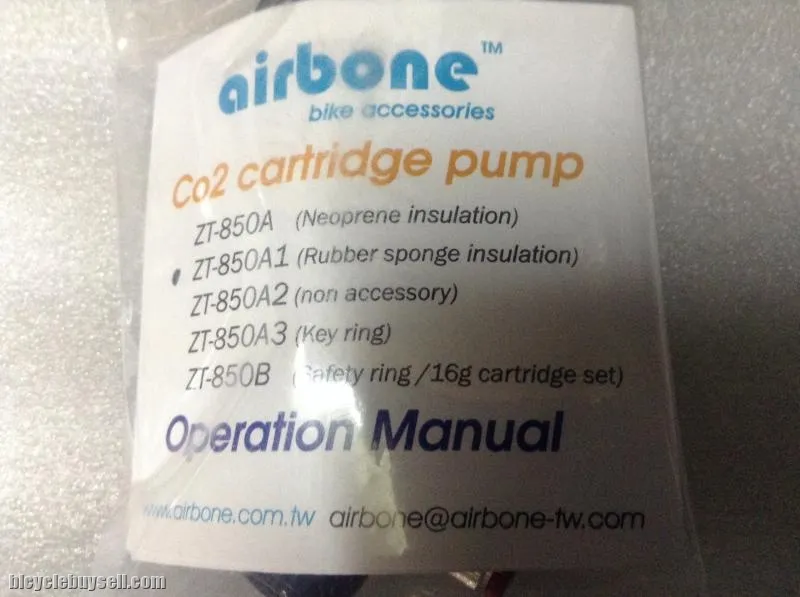 airbone™
bike accessories
Co2 cartridge pump
ZT-850A (Neoprene insulation)
ZT-850A1 (Rubber sponge insulation)
ZT-850A2 (non accessory)
ZT-850A3 (Key ring)
ZT-850B (Safety ring /16g cartridge set)
Operation Manual
www.airbone.com.tw airbone@airbone-tw.com
bicyclebuysell.com